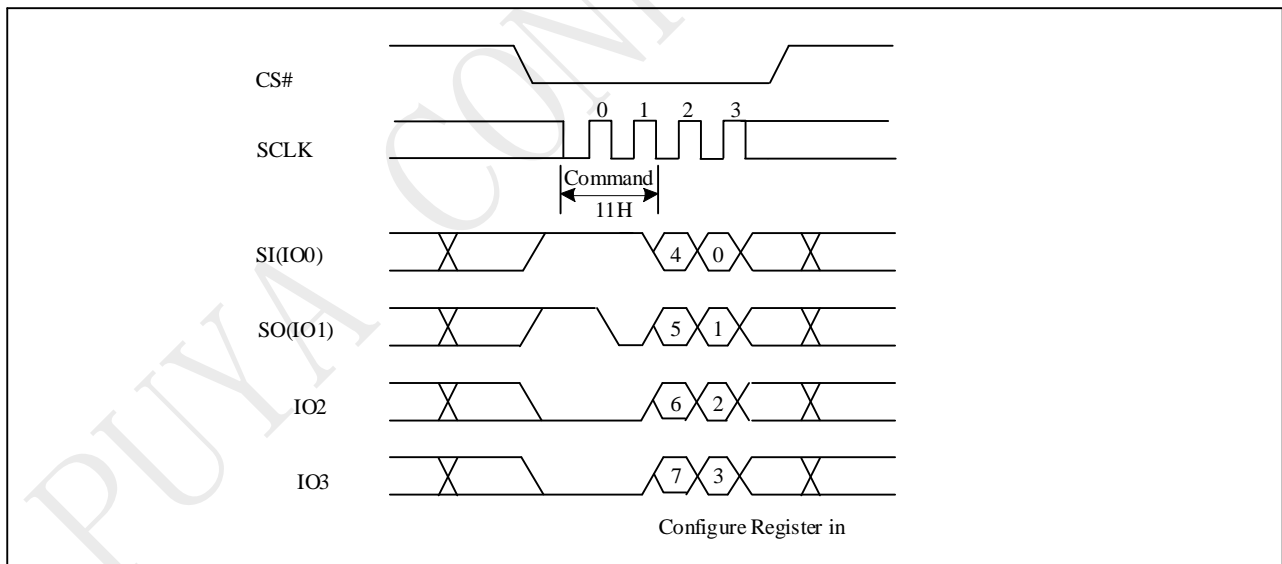 PUYA CONF
CS#
0 1 2 3
SCLK
Command
11H
SI(IO0)
4 0
SO(IO1)
5 1
IO2
6 2
IO3
7 3
Configure Register in